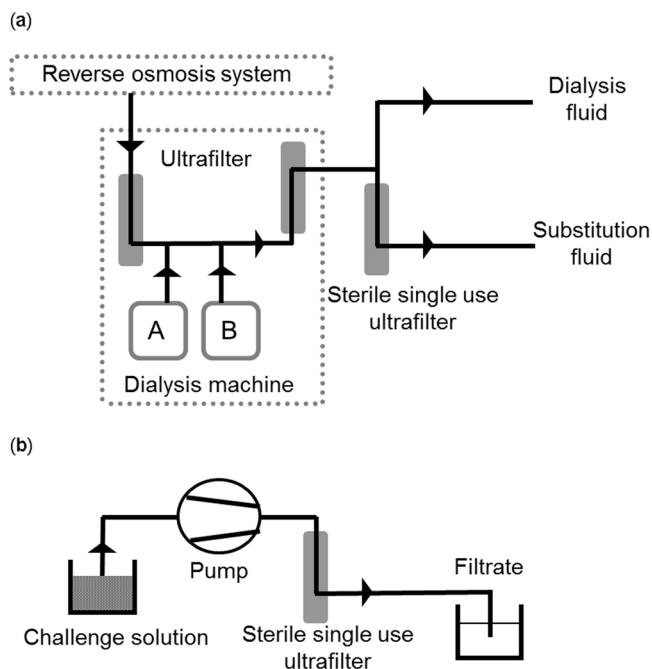 (a)
Reverse osmosis system
Ultrafilter
A
B
Dialysis machine
Dialysis
fluid
Substitution
fluid
Sterile single use
ultrafilter
(b)
Pump
Challenge solution
Sterile single use
ultrafilter
Filtrate